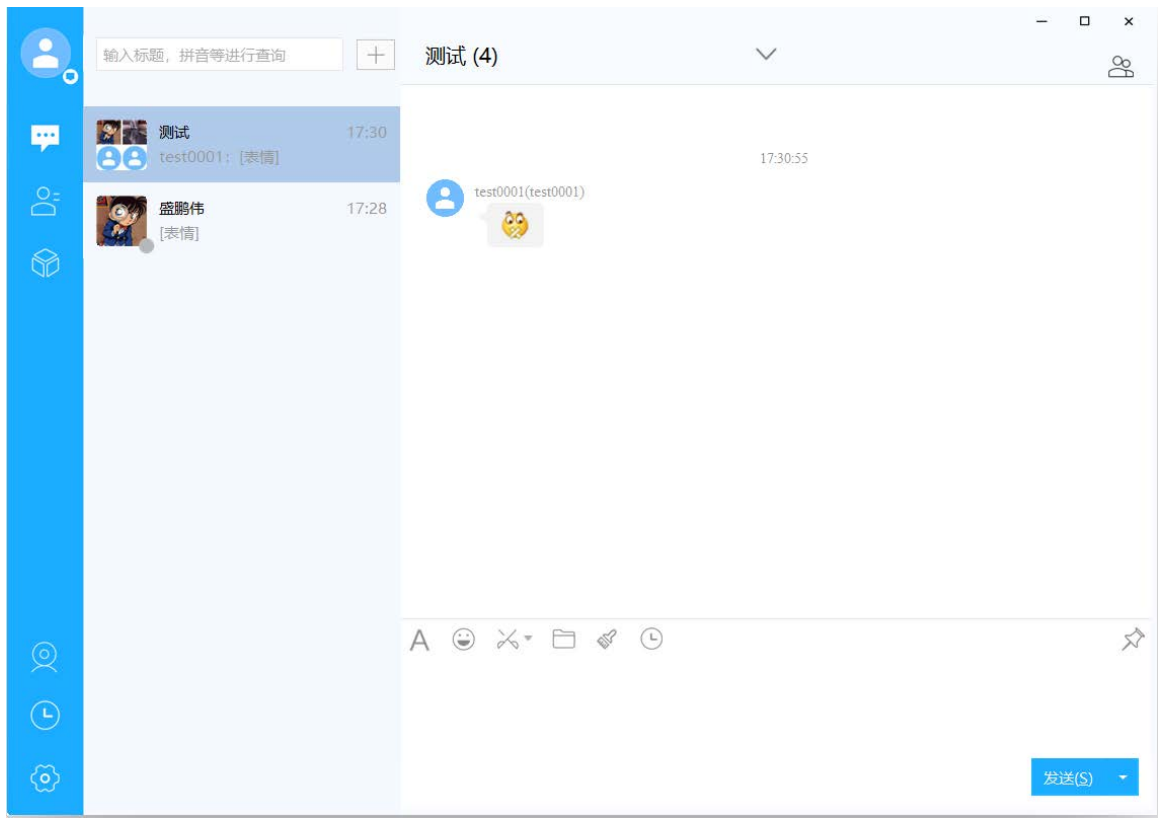 输入标题，拼音等进行查询
测试 (4)
测试 17:30
test0001：[表情]
盛鹏伟 17:28
[表情]
17:30:55
test0001(test0001)
A
发送(S)